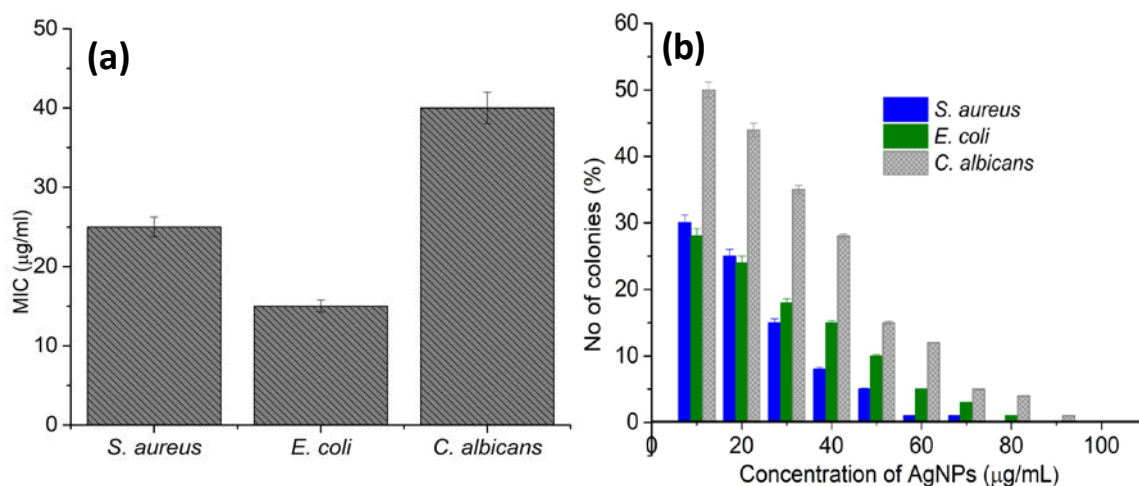 (a)
50
40
30
20
10
0
MIC (μg/ml)
S. aureus
E. coli
C. albicans
(b)
60
50
40
30
20
10
0
No of colonies (%)
S. aureus
E. coli
C. albicans
0
20
40
60
80
100
Concentration of AgNPs (μg/mL)